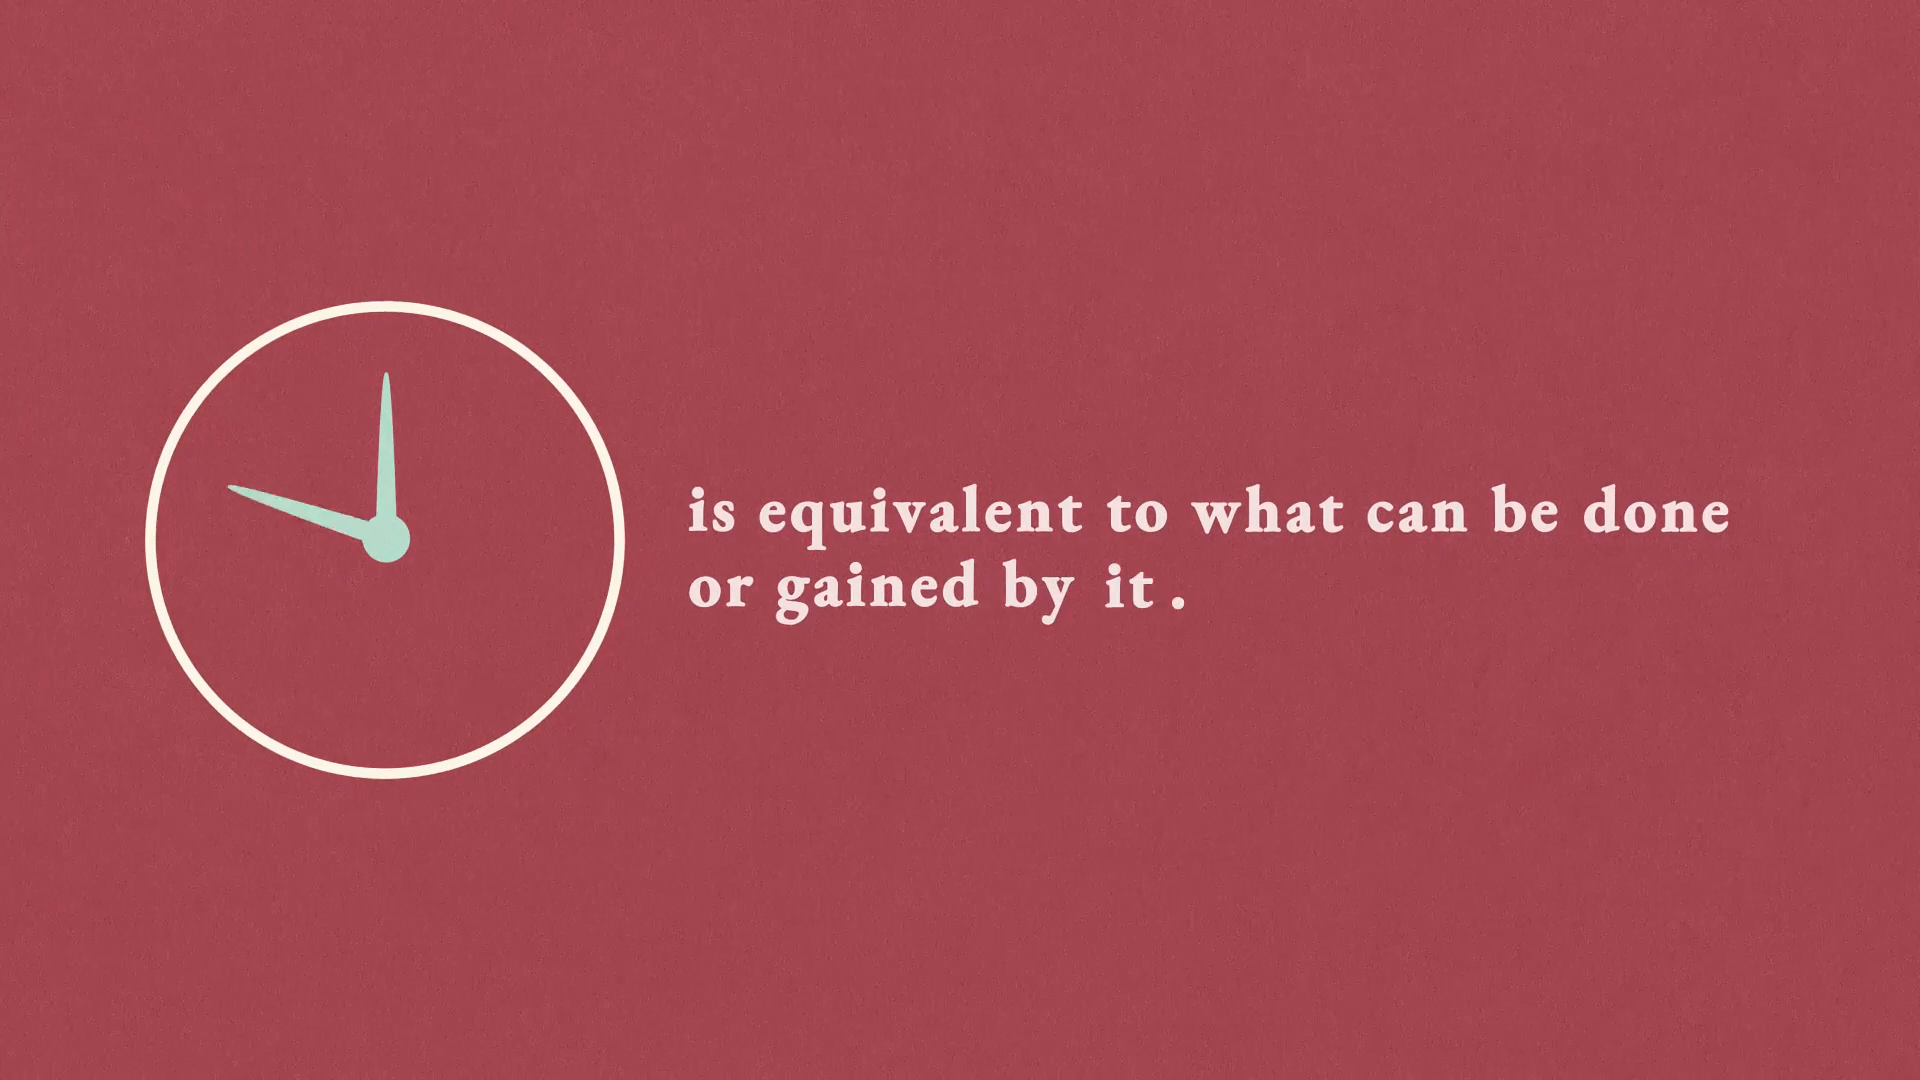 is equivalent to what can be done
or gained by it .